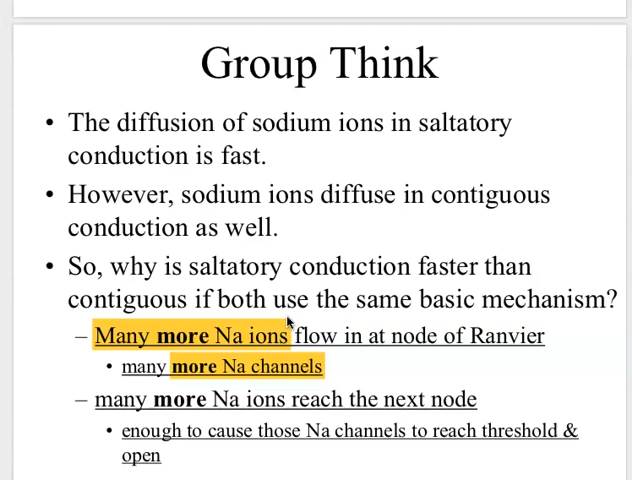 Group Think
• The diffusion of sodium ions in saltatory
conduction is fast.
• However, sodium ions diffuse in contiguous
conduction as well.
• So, why is saltatory conduction faster than
contiguous if both use the same basic mechanism?
– Many more Na ions flow in at node of Ranvier
• many more Na channels
– many more Na ions reach the next node
• enough to cause those Na channels to reach threshold &
open